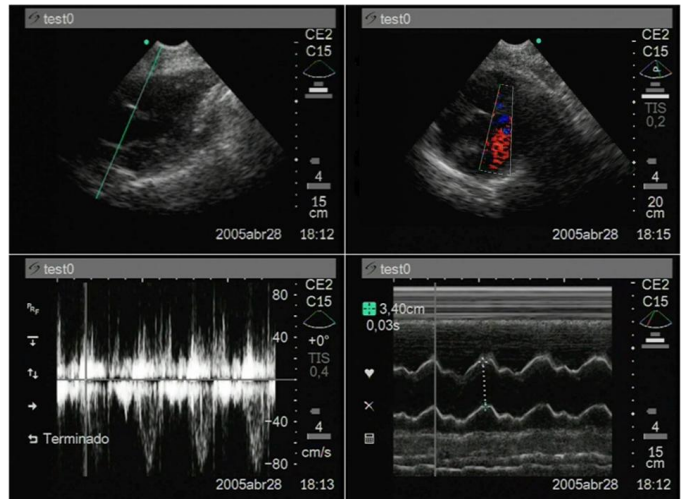 test0
CE2
C15
4
15
cm
2005abr28 18:12
test0
CE2
C15
P
TIS
0,2
4
20
cm
2005abr28 18:15
test0
CE2
C15
80
40
+0°
TIS
0,4
-40
Terminado
4
cm/s
-80
2005abr28 18:13
test0
CE2
C15
3,40cm
0,03s
4
15
cm
2005abr28 18:12